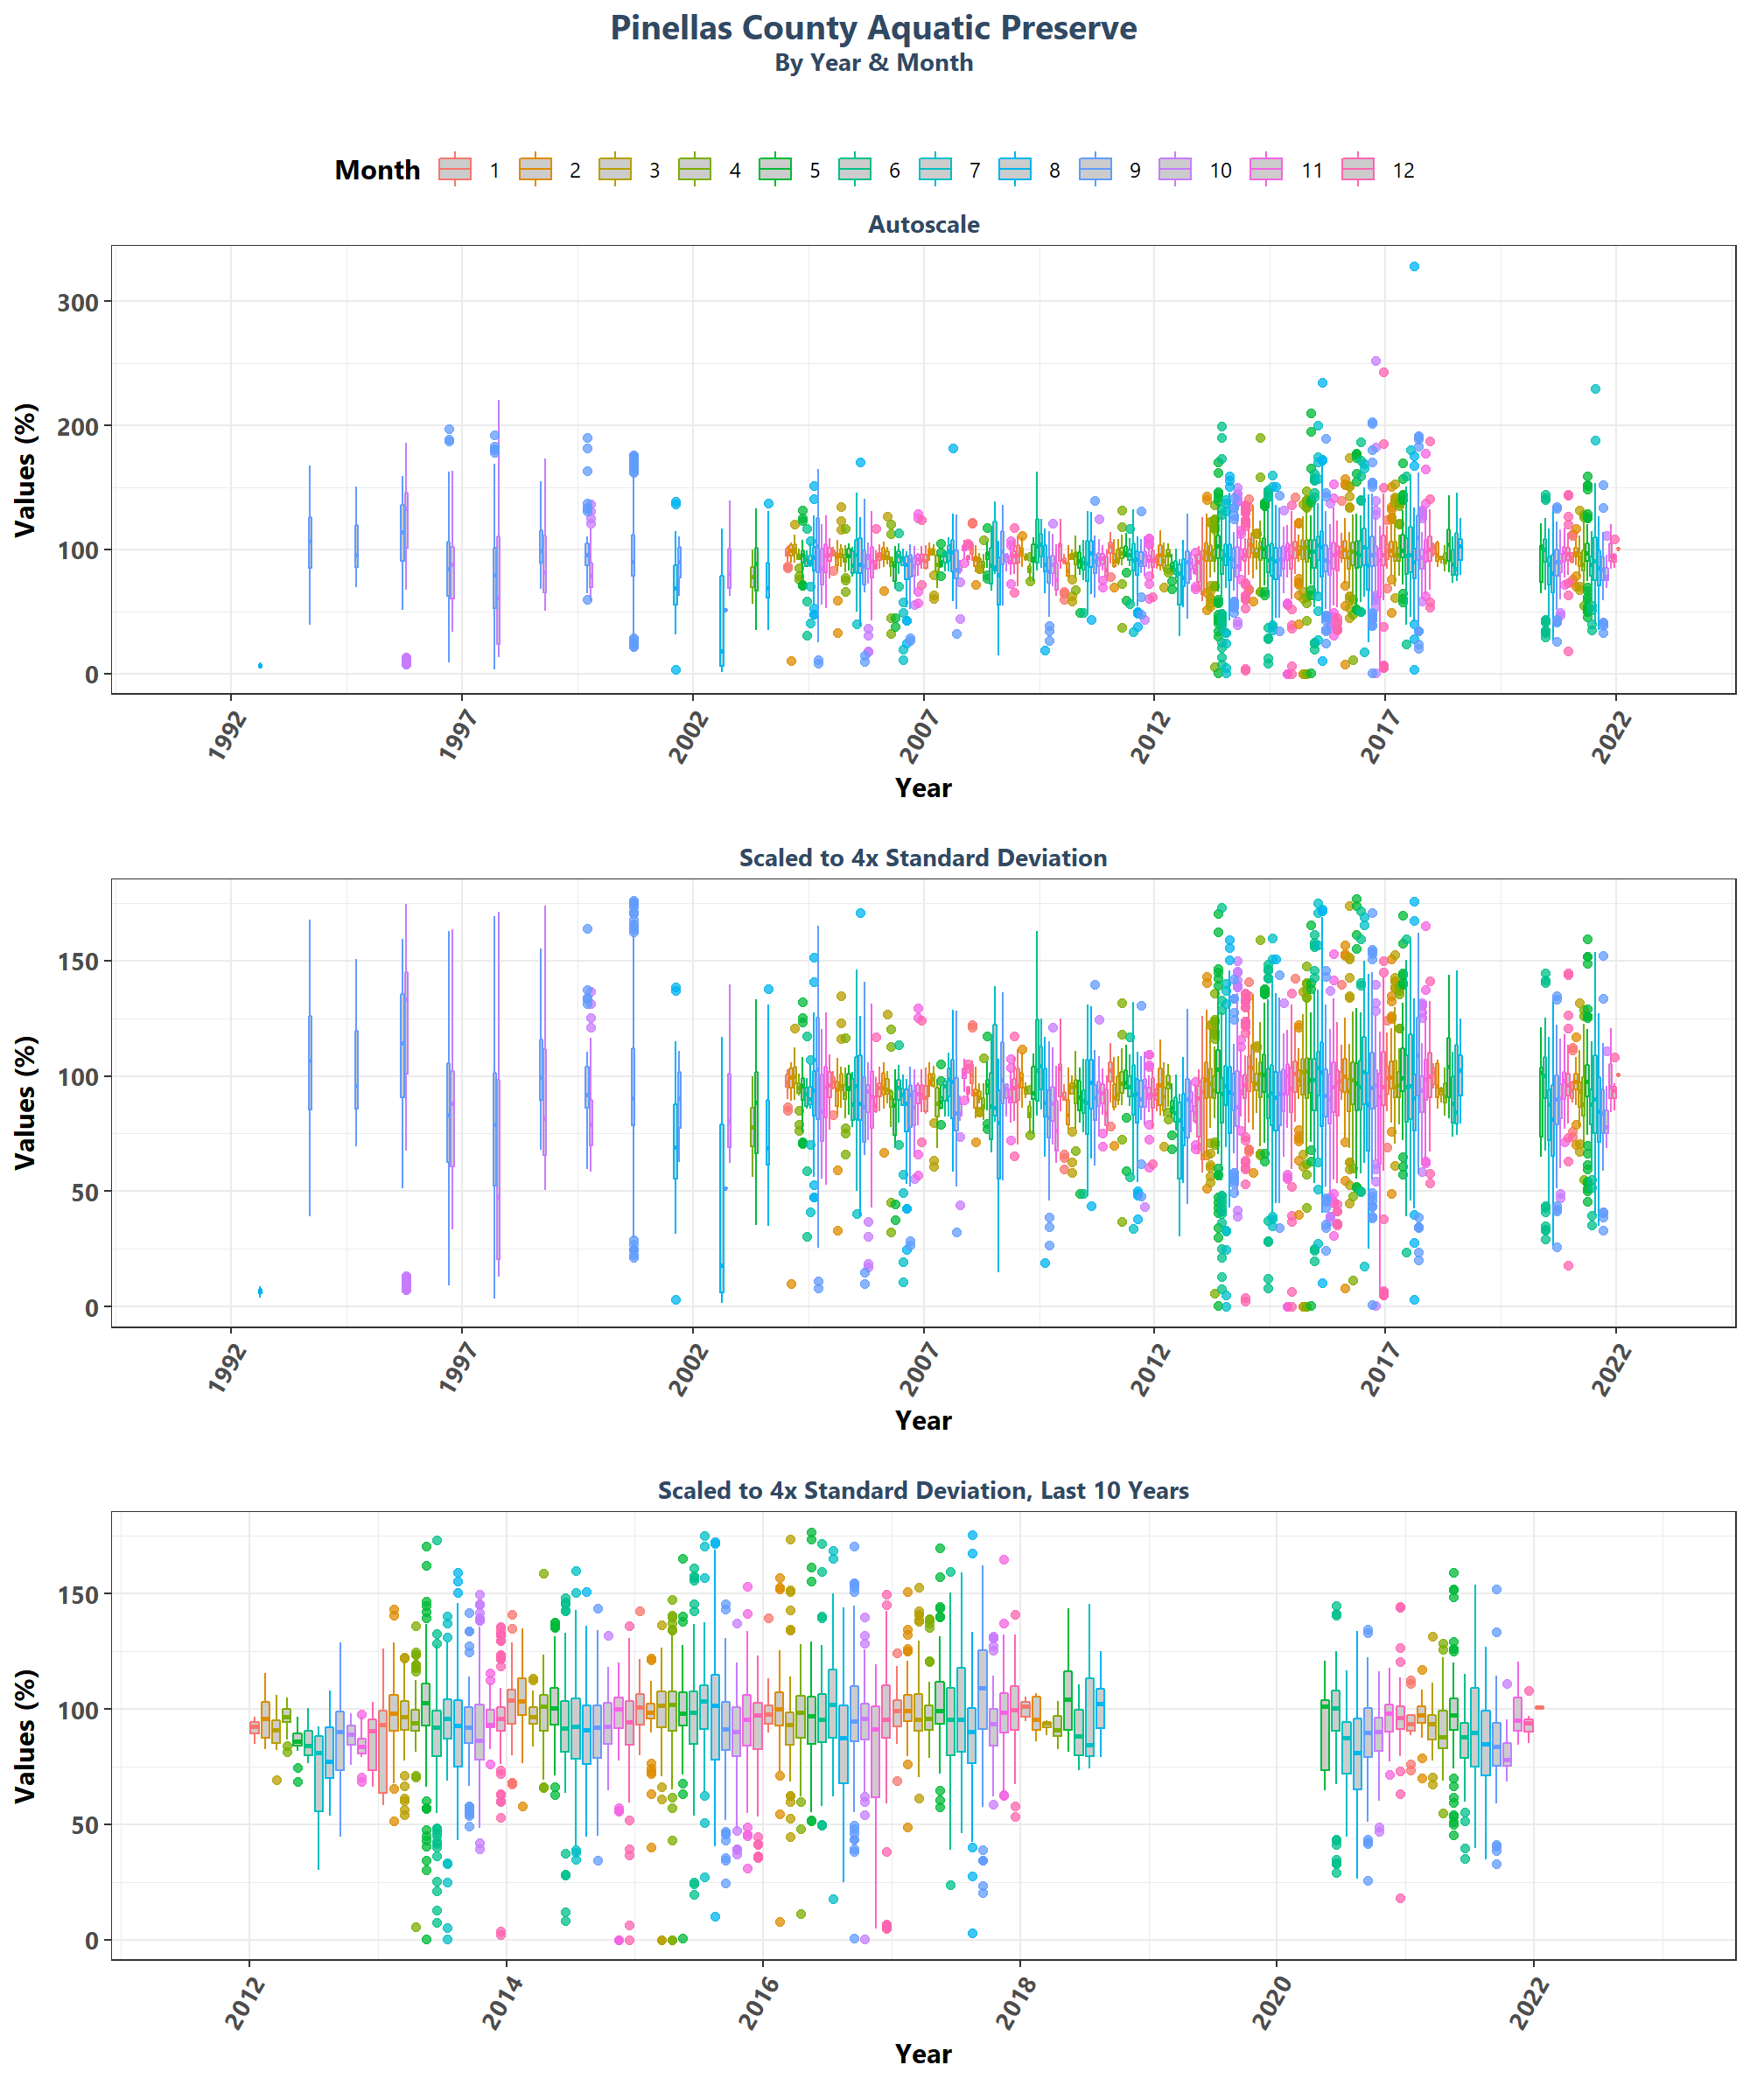 Pinellas County Aquatic Preserve
By Year & Month
Month 1 2 3 4 5 6 7 8 9 10 11 12
Autoscale
Values (%)
300
200
100
0
1992 1997 2002 2007 2012 2017 2022
Year
Scaled to 4x Standard Deviation
Values (%)
150
100
50
0
1992 1997 2002 2007 2012 2017 2022
Year
Scaled to 4x Standard Deviation, Last 10 Years
Values (%)
150
100
50
0
2012 2014 2016 2018 2020 2022
Year